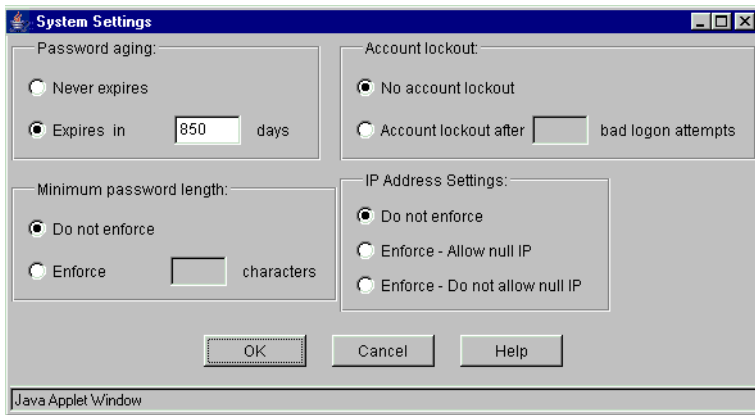 System Settings
Password aging:
Never expires
Expires in 850 days
Account lockout:
No account lockout
Account lockout after bad logon attempts
Minimum password length:
Do not enforce
Enforce characters
IP Address Settings:
Do not enforce
Enforce - Allow null IP
Enforce - Do not allow null IP
OK Cancel Help
Java Applet Window